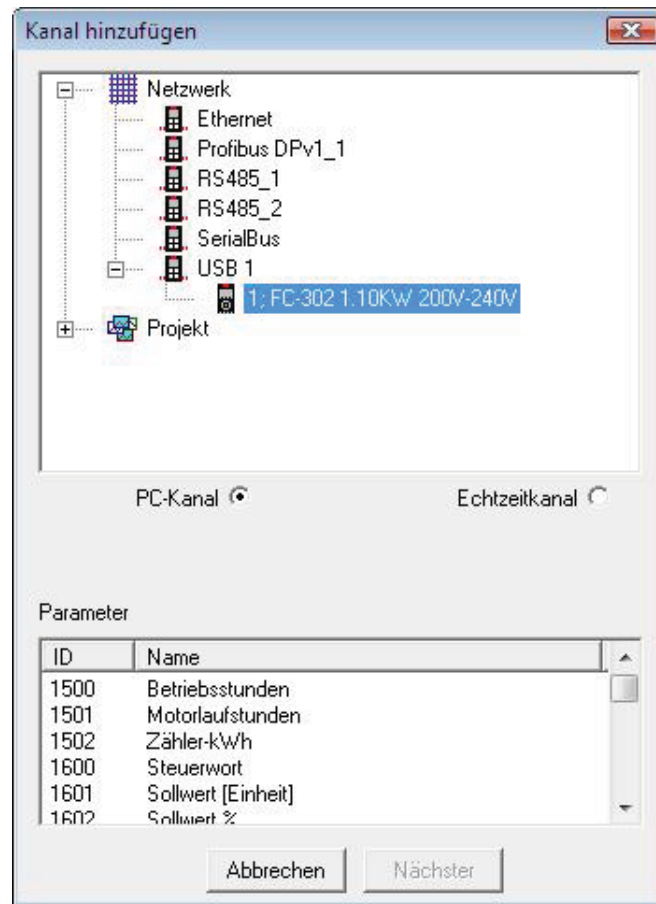 Kanal hinzufügen
Netzwerk
Ethernet
Profibus DPv1_1
RS485_1
RS485_2
SerialBus
USB 1
1; FC-302 1.10KW 200V-240V
Projekt
PC-Kanal Echtzeitkanal
Parameter
ID Name
1500 Betriebsstunden
1501 Motorlaufstunden
1502 Zähler-kWh
1600 Steuerwort
1601 Sollwert [Einheit]
1602 Sollwert %
Abbrechen Nächster